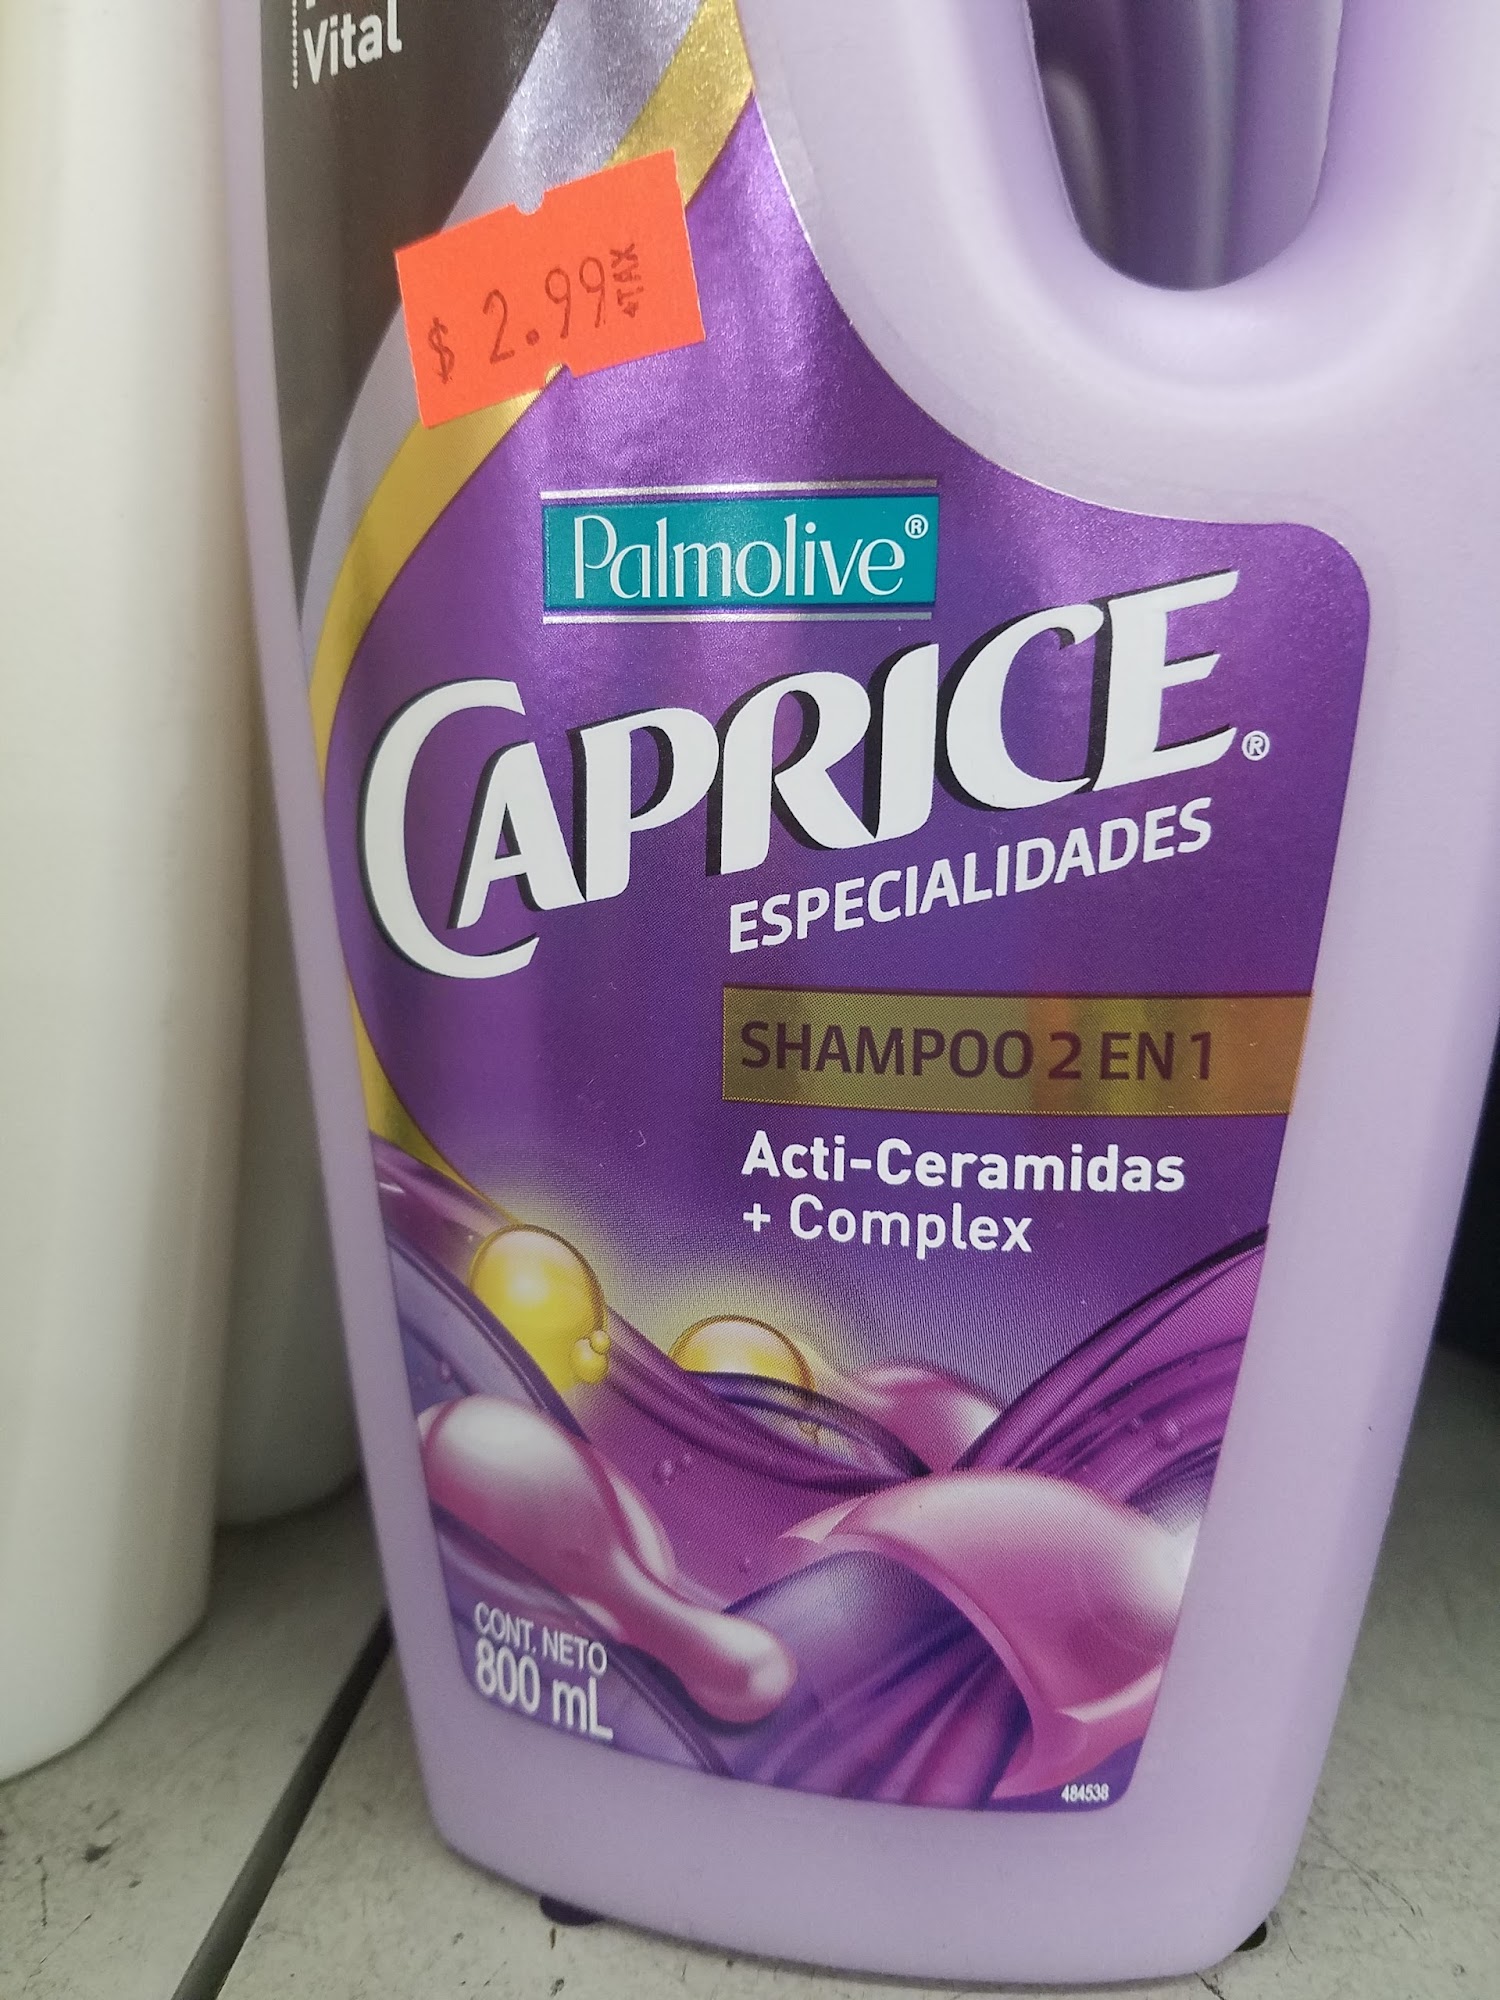 Vital
$ 2.99 +TAX
Palmolive®
CAPRICE®
ESPECIALIDADES
SHAMPOO 2 EN 1
Acti-Ceramidas
+ Complex
CONT. NETO
800 mL
484538